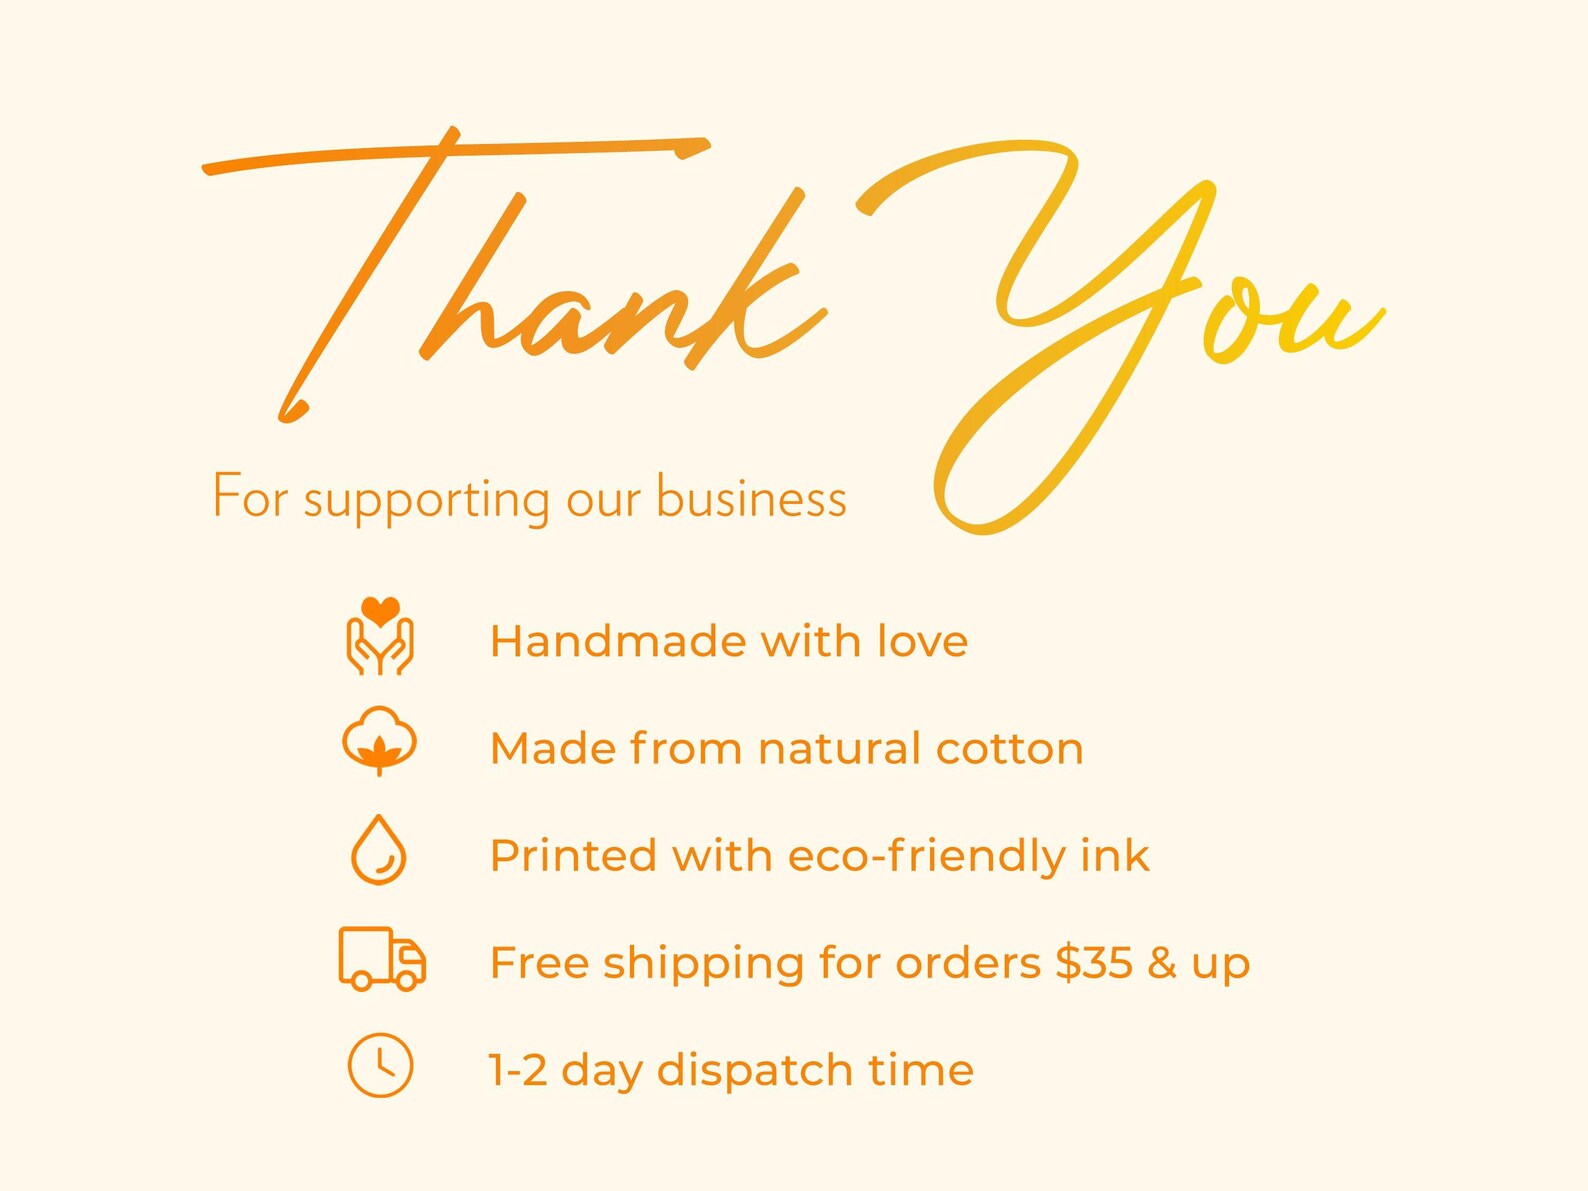 Thank You
For supporting our business
Handmade with love
Made from natural cotton
Printed with eco-friendly ink
Free shipping for orders $35 & up
1-2 day dispatch time